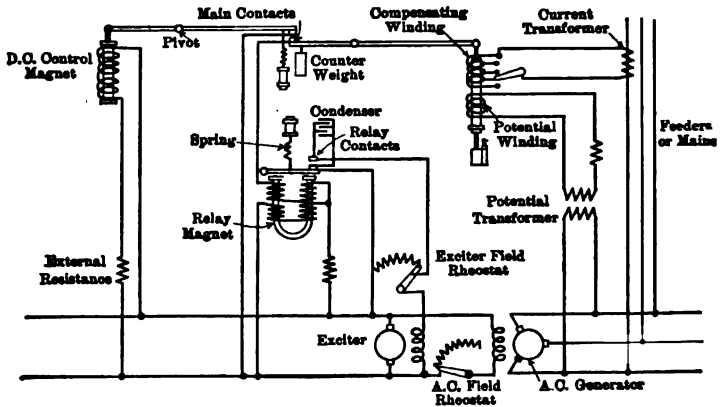 Main Contacts
Compensating
Winding
Current
Transformer
Pivot
D.C. Control
Magnet
Counter
Weight
Condenser
Relay
Contacts
Spring
Potential
Winding
Feeders
or Mains
Relay
Magnet
Potential
Transformer
External
Resistance
Exciter Field
Rheostat
Exciter
A.C. Field
Rheostat
A.C. Generator